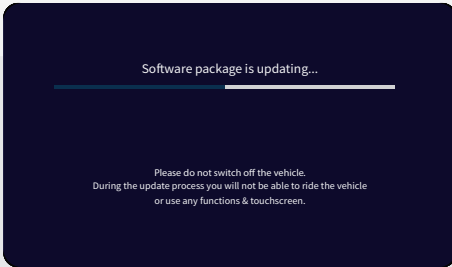 Software package is updating...
Please do not switch off the vehicle.
During the update process you will not be able to ride the vehicle
or use any functions & touchscreen.